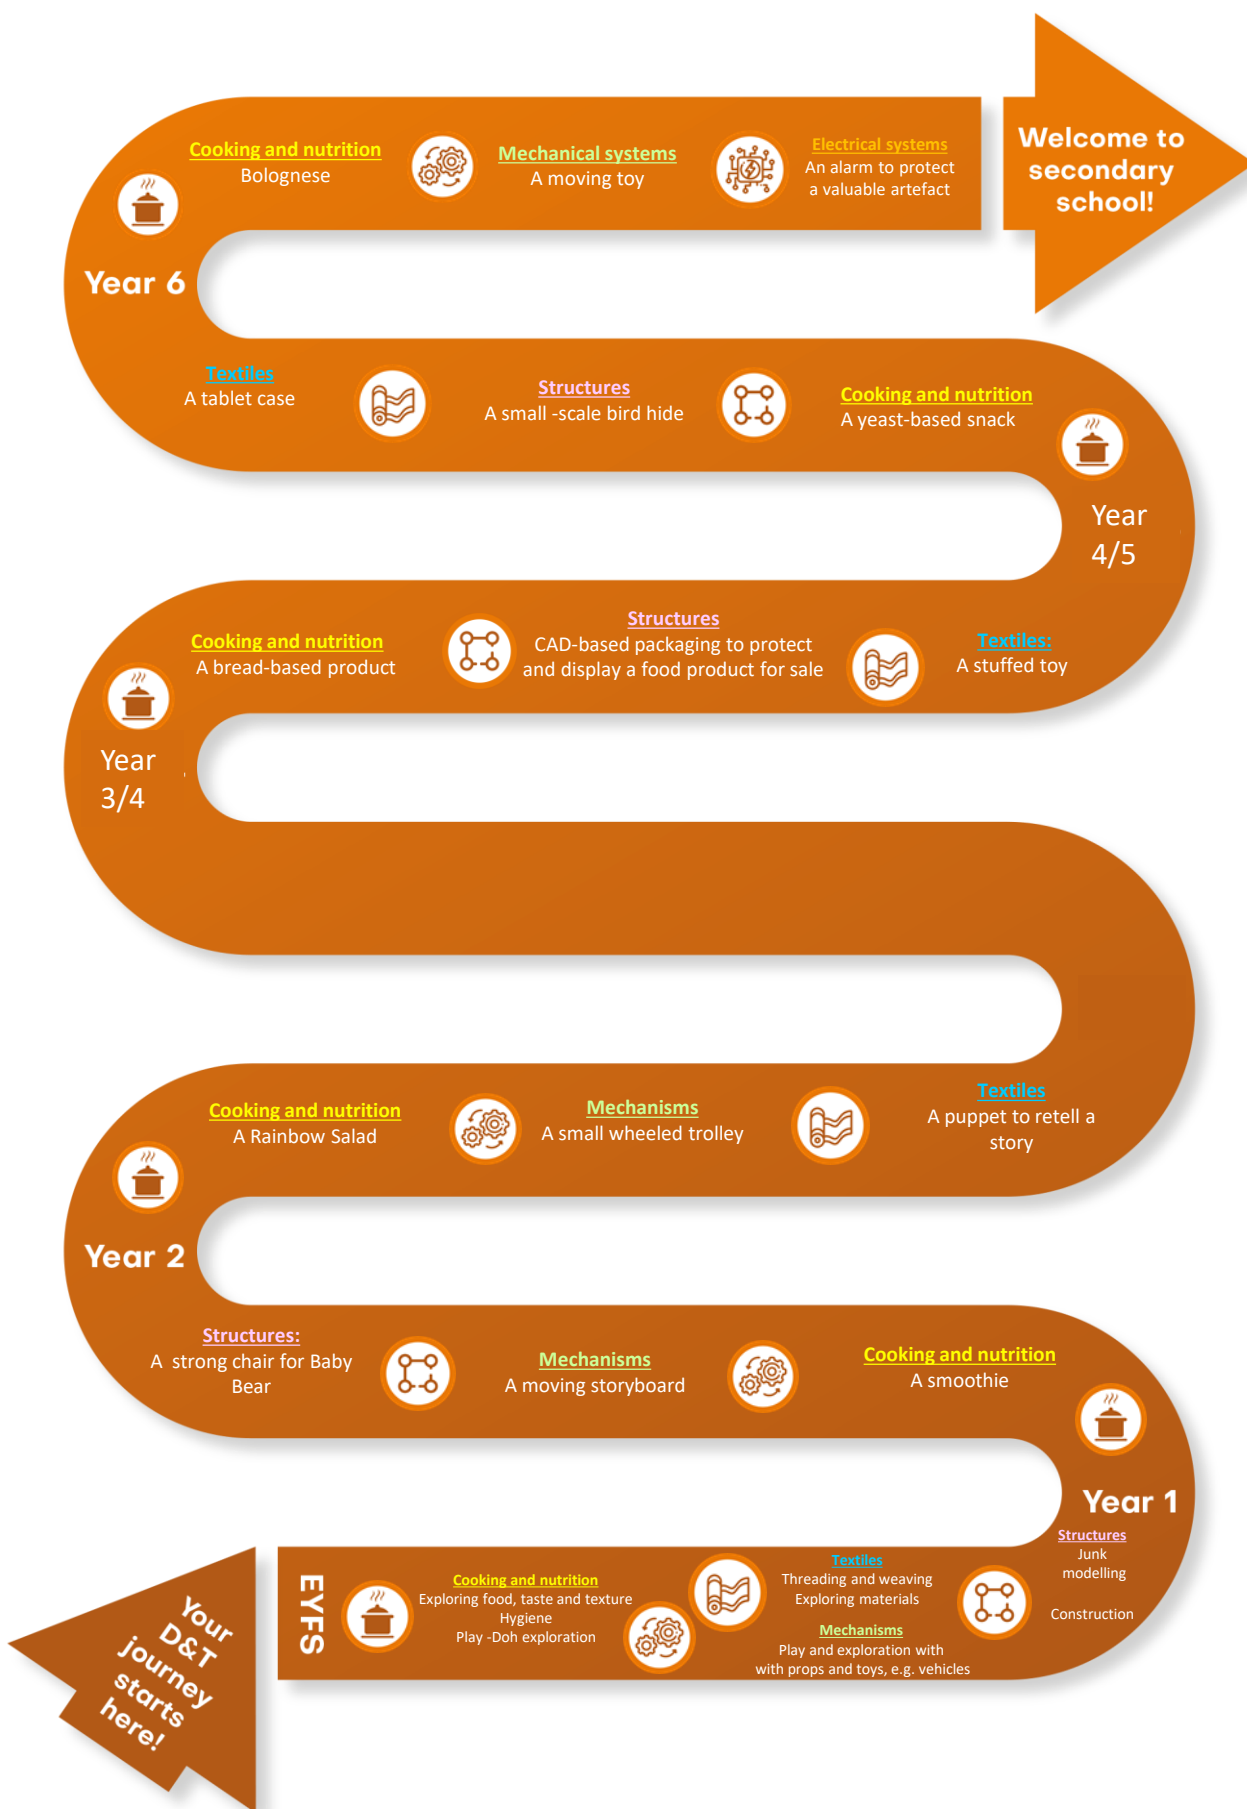 Welcome to
secondary
school!
Cooking and nutrition
Bolognese
Mechanical systems
A moving toy
Electrical systems
An alarm to protect
a valuable artefact
Year 6
Textiles
A tablet case
Structures
A small -scale bird hide
Cooking and nutrition
A yeast-based snack
Year
4/5
Cooking and nutrition
A bread-based product
Structures
CAD-based packaging to protect
and display a food product for sale
Textiles:
A stuffed toy
Year
3/4
Cooking and nutrition
A Rainbow Salad
Mechanisms
A small wheeled trolley
Textiles
A puppet to retell a
story
Year 2
Structures:
A strong chair for Baby
Bear
Mechanisms
A moving storyboard
Cooking and nutrition
A smoothie
Year 1
Structures
Junk
modelling
Construction
EYFS
Cooking and nutrition
Exploring food, taste and texture
Hygiene
Play -Doh exploration
Textiles
Threading and weaving
Exploring materials
Mechanisms
Play and exploration with
with props and toys, e.g. vehicles
Your
D&T
journey
starts
here!